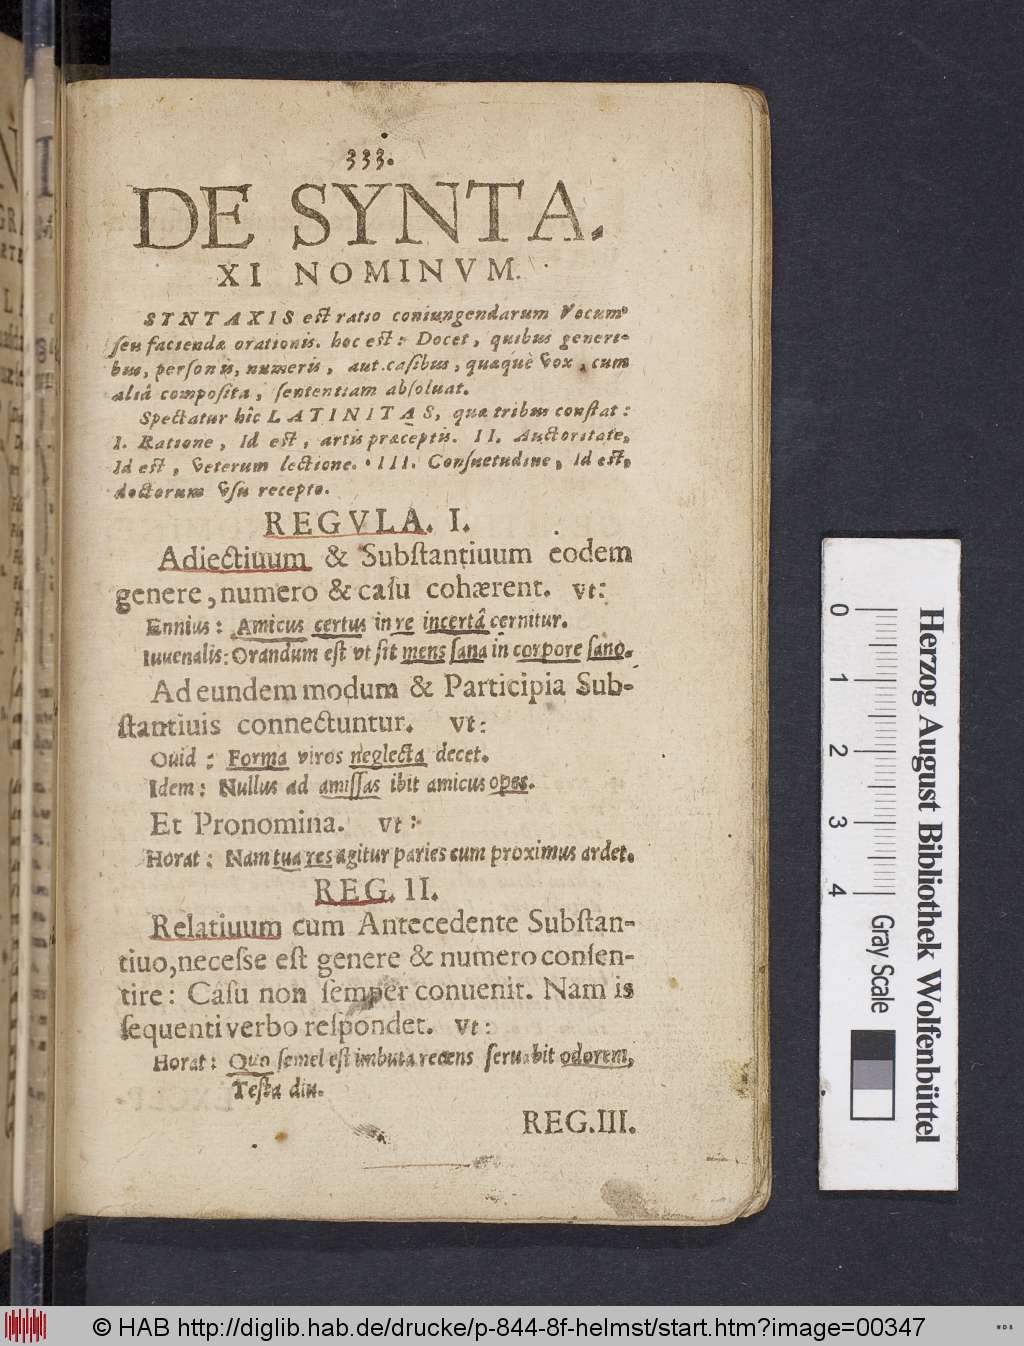 333.
DE SYNTA.
XI NOMINVM.
SYNTAXIS est ratio coniungendarum Vocum
seu faciendæ orationis. hoc est: Docet, quibus generi-
bus, personis, numeris, aut casibus, quæque Vox, cum
aliâ composita, sententiam absoluat.
Spectatur hîc LATINITAS, quæ tribus constat:
I. Ratione, id est, artis præceptis. II. Auctoritate,
Id est, veterum lectione. III. Consuetudine, id est,
doctorum Vsu recepto.
REGVLA. I.
Adiectiuum & Substantiuum eodem
genere, numero & casu cohærent. vt:
Ennius: Amicus certus in re incertâ cernitur.
Iuuenalis: Orandum est vt sit mens sana in corpore sano.
Ad eundem modum & Participia Sub-
stantiuis connectuntur. vt:
Ouid: Forma viros neglecta decet.
Idem: Nullus ad amissas ibit amicus opes.
Et Pronomina. vt:
Horat: Nam tua res agitur paries cum proximus ardet.
REG. II.
Relatiuum cum Antecedente Substan-
tiuo, necesse est genere & numero consen-
tire: Casu non semper conuenit. Nam is
sequenti verbo respondet. Vt:
Horat: Quo semel est imbuta recens seruabit odorem,
Testa diu.
REG. III.
0 1 2 3 4
Herzog August Bibliothek Wolfenbüttel
Gray Scale
© HAB http://diglib.hab.de/drucke/p-844-8f-helmst/start.htm?image=00347